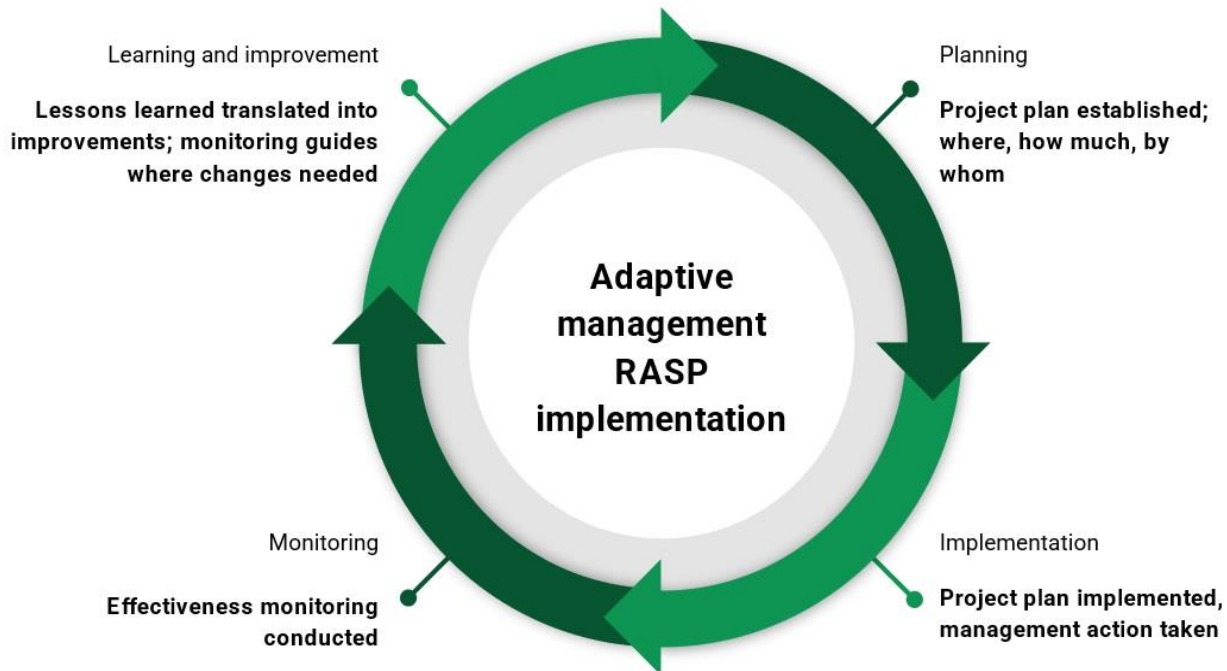 Learning and improvement
Lessons learned translated into
improvements; monitoring guides
where changes needed
Planning
Project plan established;
where, how much, by
whom
Adaptive
management
RASP
implementation
Monitoring
Effectiveness monitoring
conducted
Implementation
Project plan implemented,
management action taken